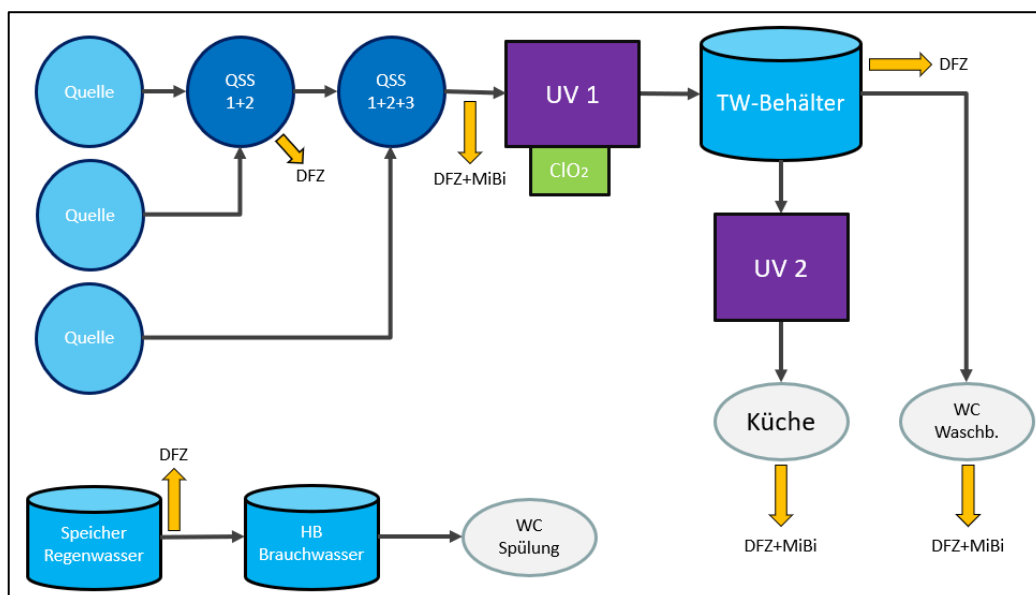 Quelle
QSS
1+2
QSS
1+2+3
UV 1
ClO₂
TW-Behälter
DFZ
DFZ
DFZ+MiBi
Quelle
UV 2
Quelle
Küche
WC
Waschb.
DFZ
Speicher
Regenwasser
HB
Brauchwasser
WC
Spülung
DFZ+MiBi
DFZ+MiBi